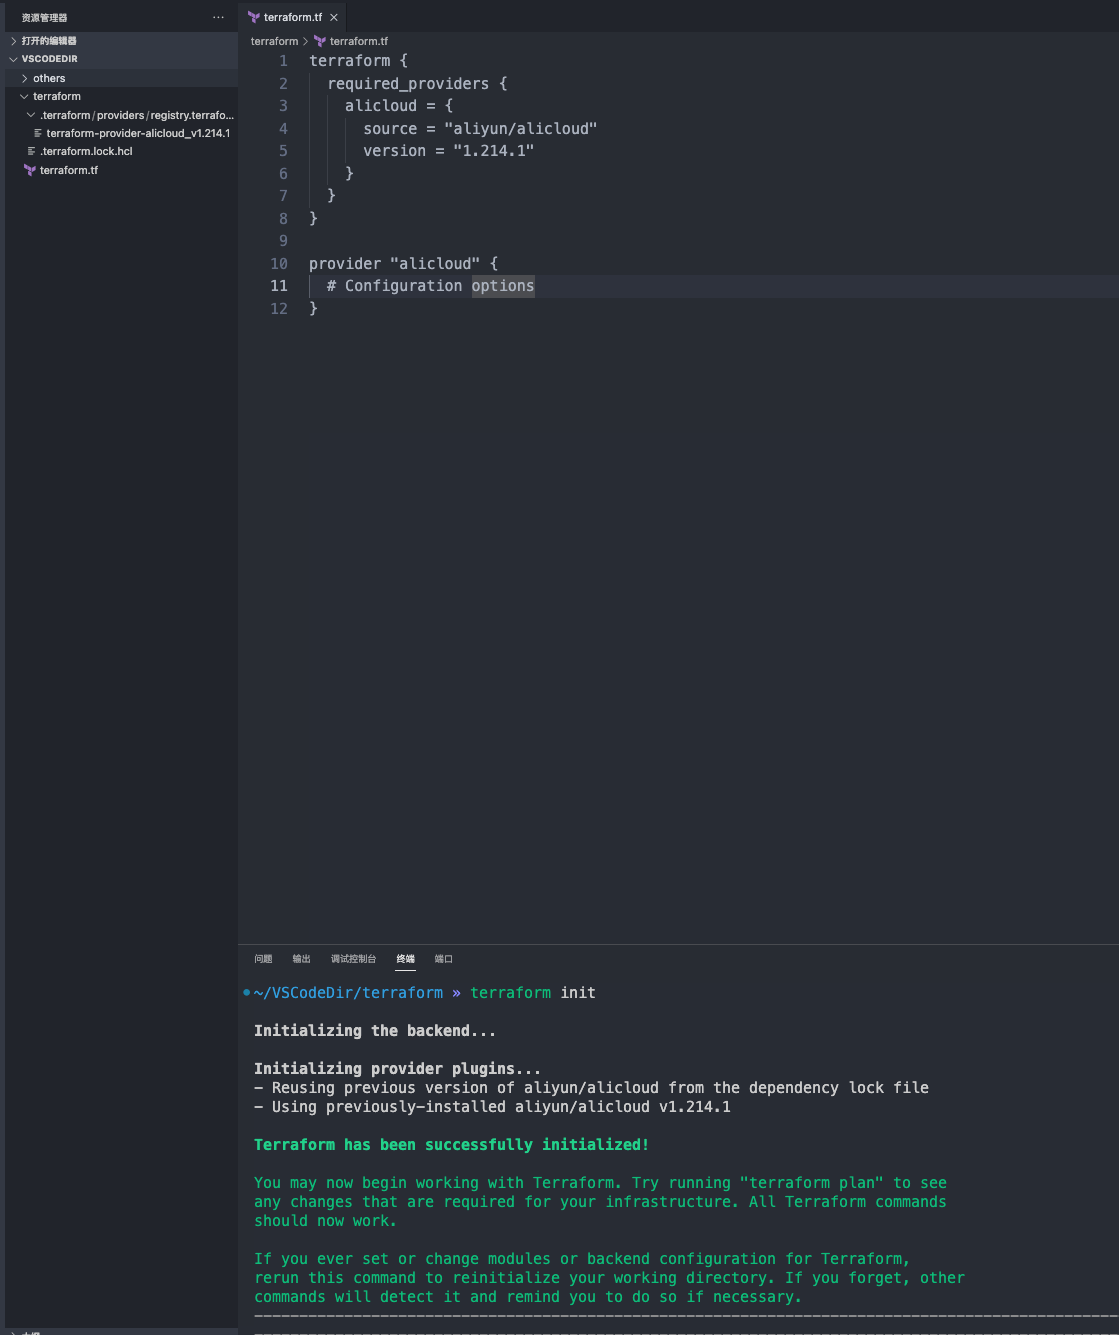 资源管理器
···
打开的编辑器
VSCODEDIR
others
terraform
.terraform / providers / registry.terrafo...
terraform-provider-alicloud_v1.214.1
.terraform.lock.hcl
terraform.tf
terraform.tf ×
terraform > terraform.tf
1 terraform {
2   required_providers {
3     alicloud = {
4       source = "aliyun/alicloud"
5       version = "1.214.1"
6     }
7   }
8 }
9
10 provider "alicloud" {
11   # Configuration options
12 }
问题 输出 调试控制台 终端 端口
~/VSCodeDir/terraform » terraform init
Initializing the backend...
Initializing provider plugins...
- Reusing previous version of aliyun/alicloud from the dependency lock file
- Using previously-installed aliyun/alicloud v1.214.1
Terraform has been successfully initialized!
You may now begin working with Terraform. Try running "terraform plan" to see
any changes that are required for your infrastructure. All Terraform commands
should now work.
If you ever set or change modules or backend configuration for Terraform,
rerun this command to reinitialize your working directory. If you forget, other
commands will detect it and remind you to do so if necessary.